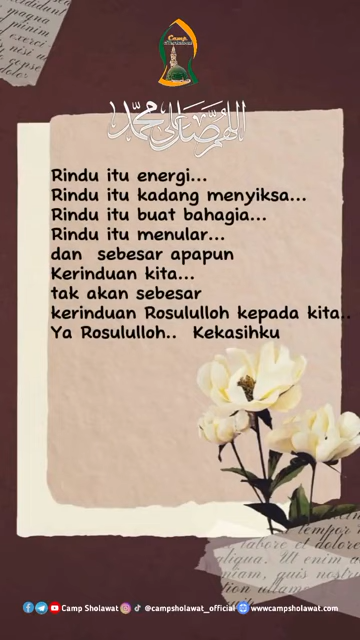 Camp
اللهم صل على محمد
Rindu itu energi...
Rindu itu kadang menyiksa...
Rindu itu buat bahagia...
Rindu itu menular...
dan sebesar apapun
Kerinduan kita...
tak akan sebesar
kerinduan Rosululloh kepada kita..
Ya Rosululloh.. Kekasihku
Camp Sholawat @campsholawat_official www.campsholawat.com